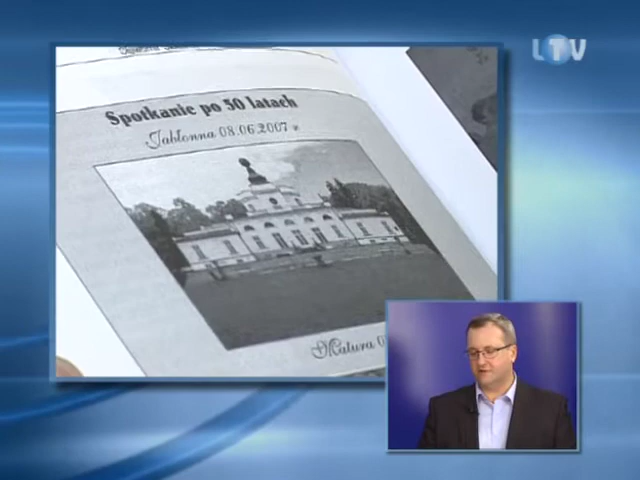 LTV
Spotkanie po 50 latach
Jabłonna 08.06.2007 r
Matura